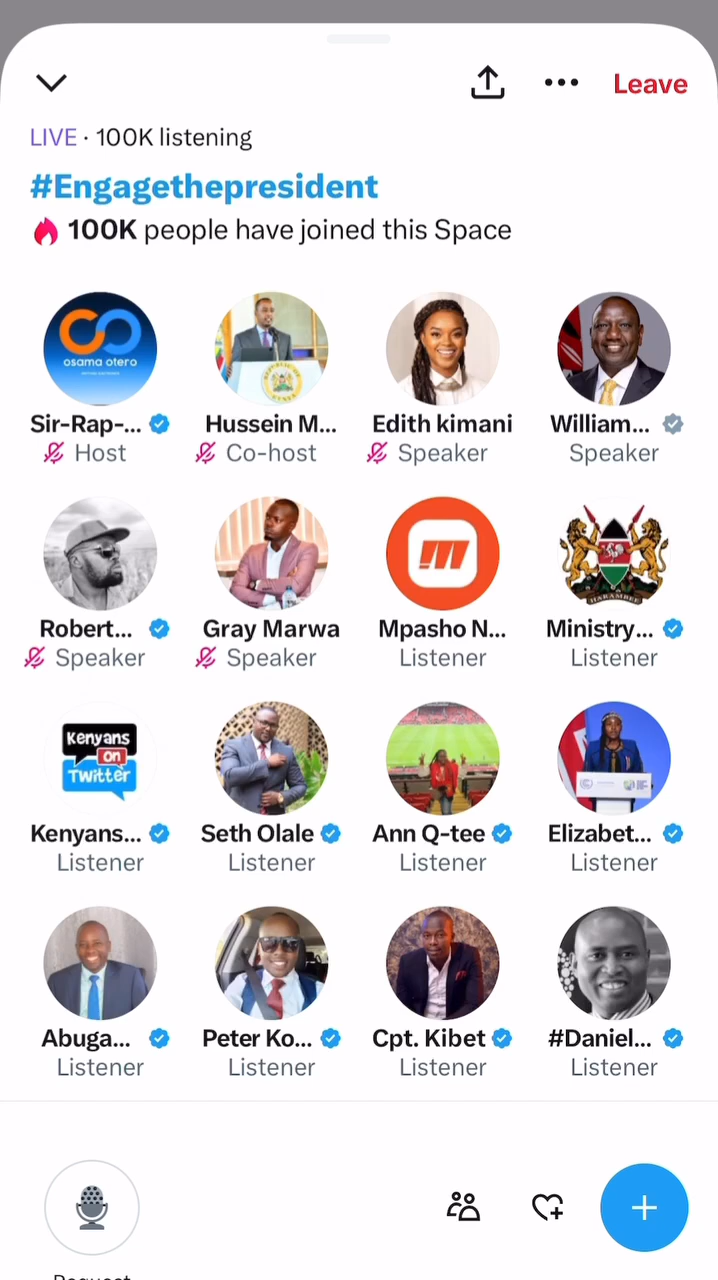 Leave
LIVE · 100K listening
#Engagethepresident
100K people have joined this Space
osama otero
Sir-Rap-...
Hussein M...
Edith kimani
William...
Host
Co-host
Speaker
Speaker
Robert...
Gray Marwa
Mpasho N...
Ministry...
HARAMBEE
Speaker
Speaker
Listener
Listener
Kenyans
on
Twitter
Kenyans...
Seth Olale
Ann Q-tee
Elizabet...
Listener
Listener
Listener
Listener
Abuga...
Peter Ko...
Cpt. Kibet
#Daniel...
Listener
Listener
Listener
Listener
Request